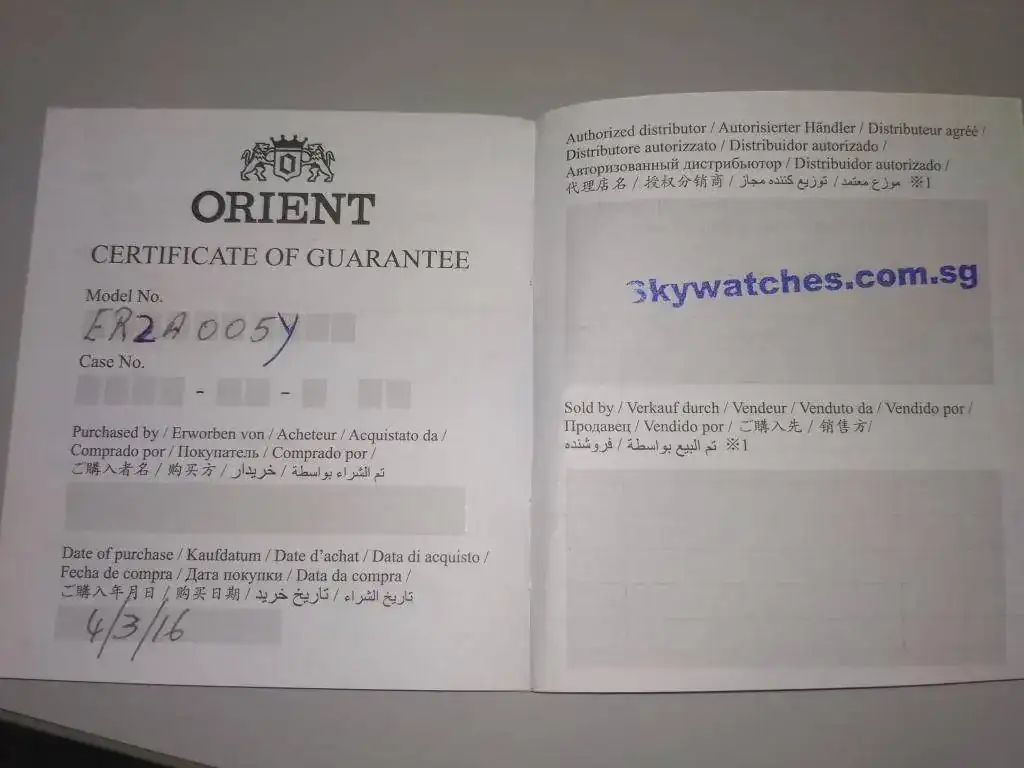 ORIENT
CERTIFICATE OF GUARANTEE
Model No.
ER2A005Y
Case No.
- -
Purchased by / Erworben von / Acheteur / Acquistato da /
Comprado por / Покупатель / Comprado por /
ご購入者名 / 购买方 / تم الشراء بواسطة / خریدار
Date of purchase / Kaufdatum / Date d'achat / Data di acquisto /
Fecha de compra / Дата покупки / Data da compra /
ご購入年月日 / 购买日期 / تاريخ الشراء / تاریخ خرید
4/3/16
Authorized distributor / Autorisierter Händler / Distributeur agréé /
Distributore autorizzato / Distribuidor autorizado /
Авторизованный дистрибьютор / Distribuidor autorizado /
代理店名 / 授权分销商 / موزع معتمد / توزیع کننده مجاز ※1
Skywatches.com.sg
Sold by / Verkauf durch / Vendeur / Venduto da / Vendido por /
Продавец / Vendido por / ご購入先 / 销售方/
تم البيع بواسطة / فروشنده ※1